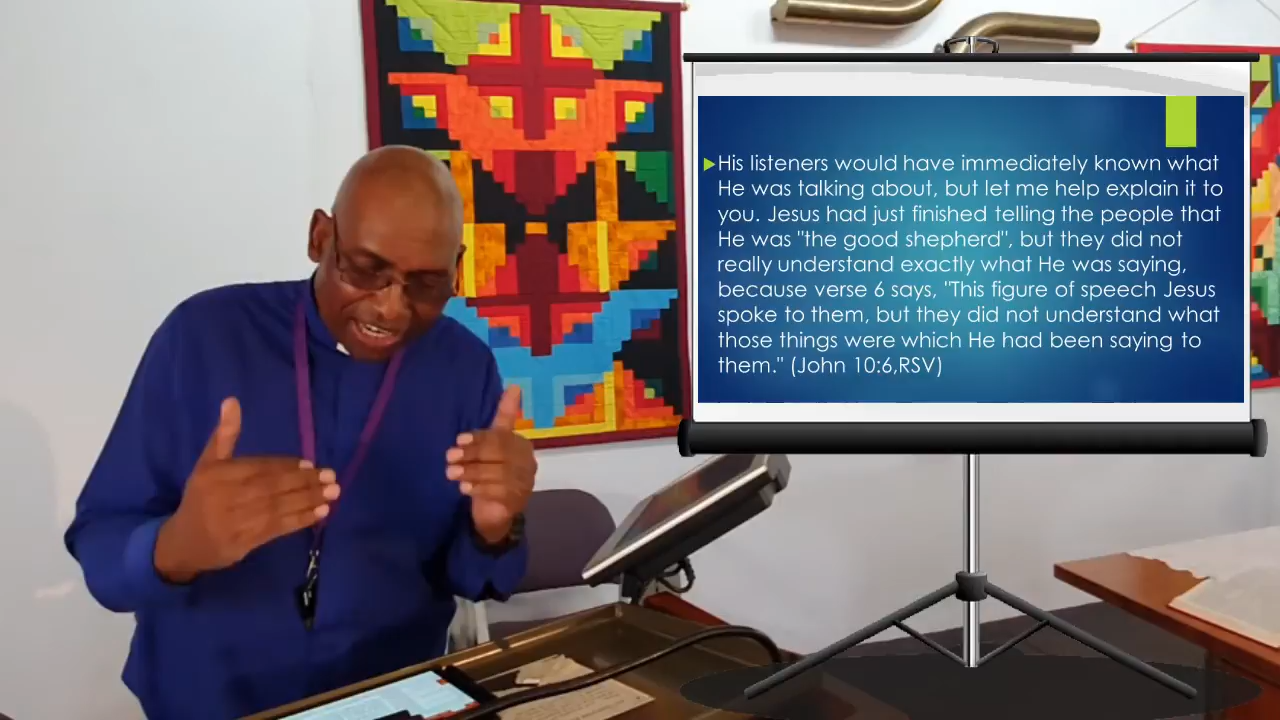 His listeners would have immediately known what
He was talking about, but let me help explain it to
you. Jesus had just finished telling the people that
He was "the good shepherd", but they did not
really understand exactly what He was saying,
because verse 6 says, "This figure of speech Jesus
spoke to them, but they did not understand what
those things were which He had been saying to
them." (John 10:6,RSV)